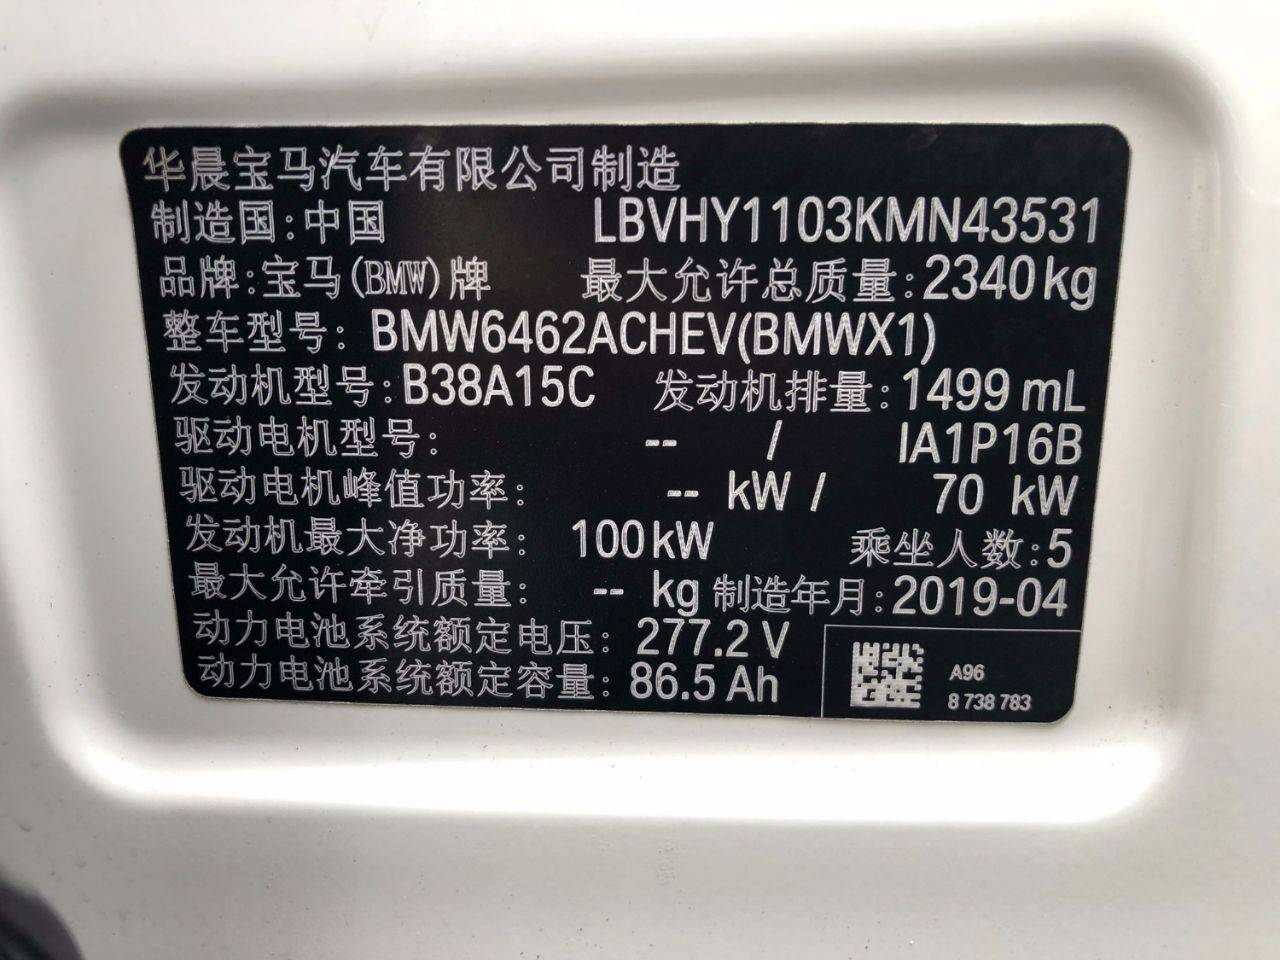 华晨宝马汽车有限公司制造
制造国:中国 LBVHY1103KMN43531
品牌:宝马(BMW)牌 最大允许总质量:2340kg
整车型号: BMW6462ACHEV(BMWX1)
发动机型号:B38A15C 发动机排量:1499 mL
驱动电机型号: -- / IA1P16B
驱动电机峰值功率: -- kW / 70 kW
发动机最大净功率: 100kW 乘坐人数:5
最大允许牵引质量: -- kg 制造年月:2019-04
动力电池系统额定电压: 277.2 V
动力电池系统额定容量: 86.5 Ah
A96
8 738 783